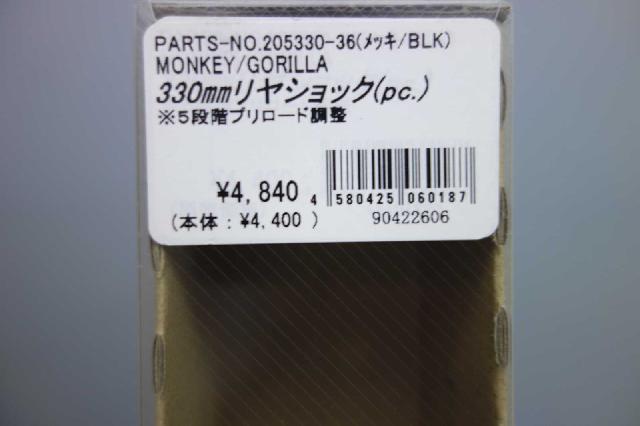 PARTS-NO.205330-36(メッキ/BLK)
MONKEY/GORILLA
330mmリヤショック(pc.)
※5段階プリロード調整
¥4,840
(本体:¥4,400 )
4 580425 060187
90422606